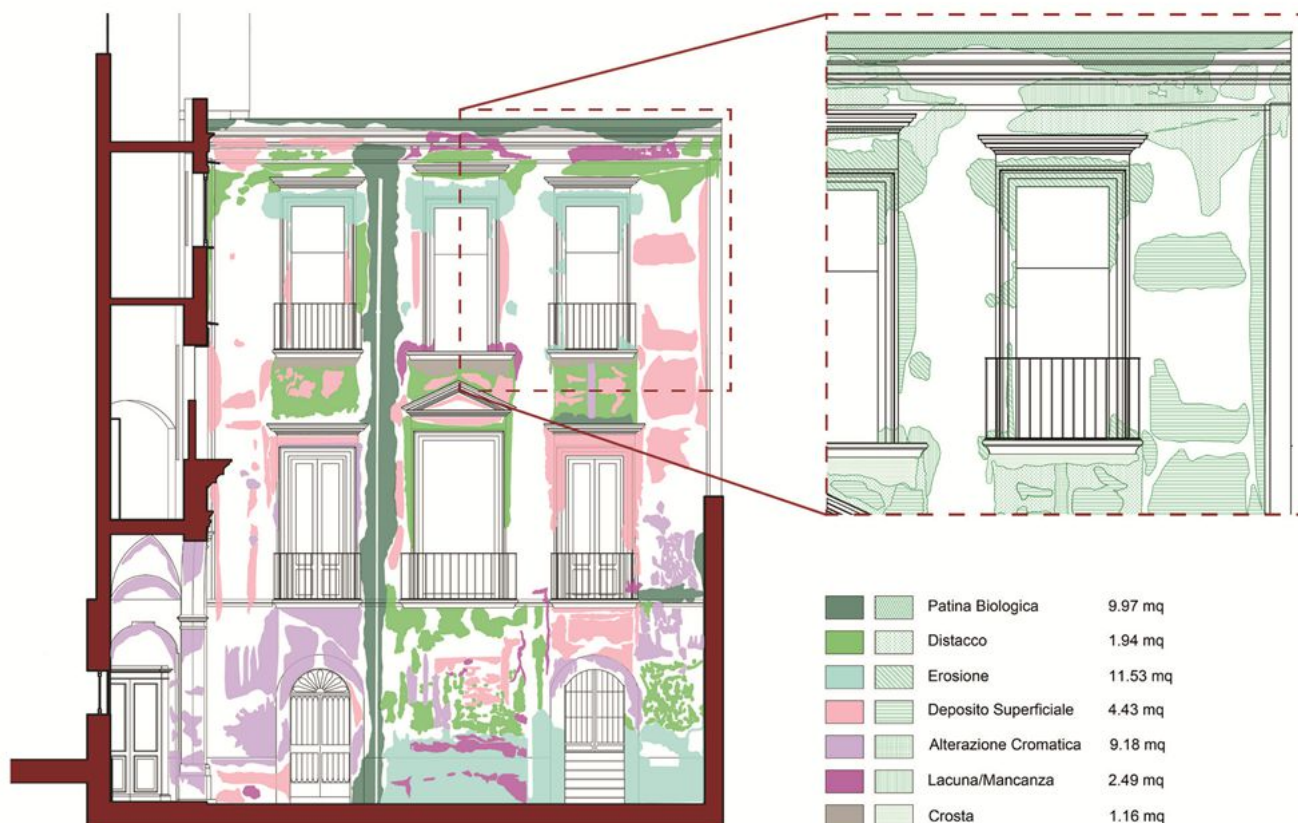 Patina Biologica 9.97 mq
Distacco 1.94 mq
Erosione 11.53 mq
Deposito Superficiale 4.43 mq
Alterazione Cromatica 9.18 mq
Lacuna/Mancanza 2.49 mq
Crosta 1.16 mq